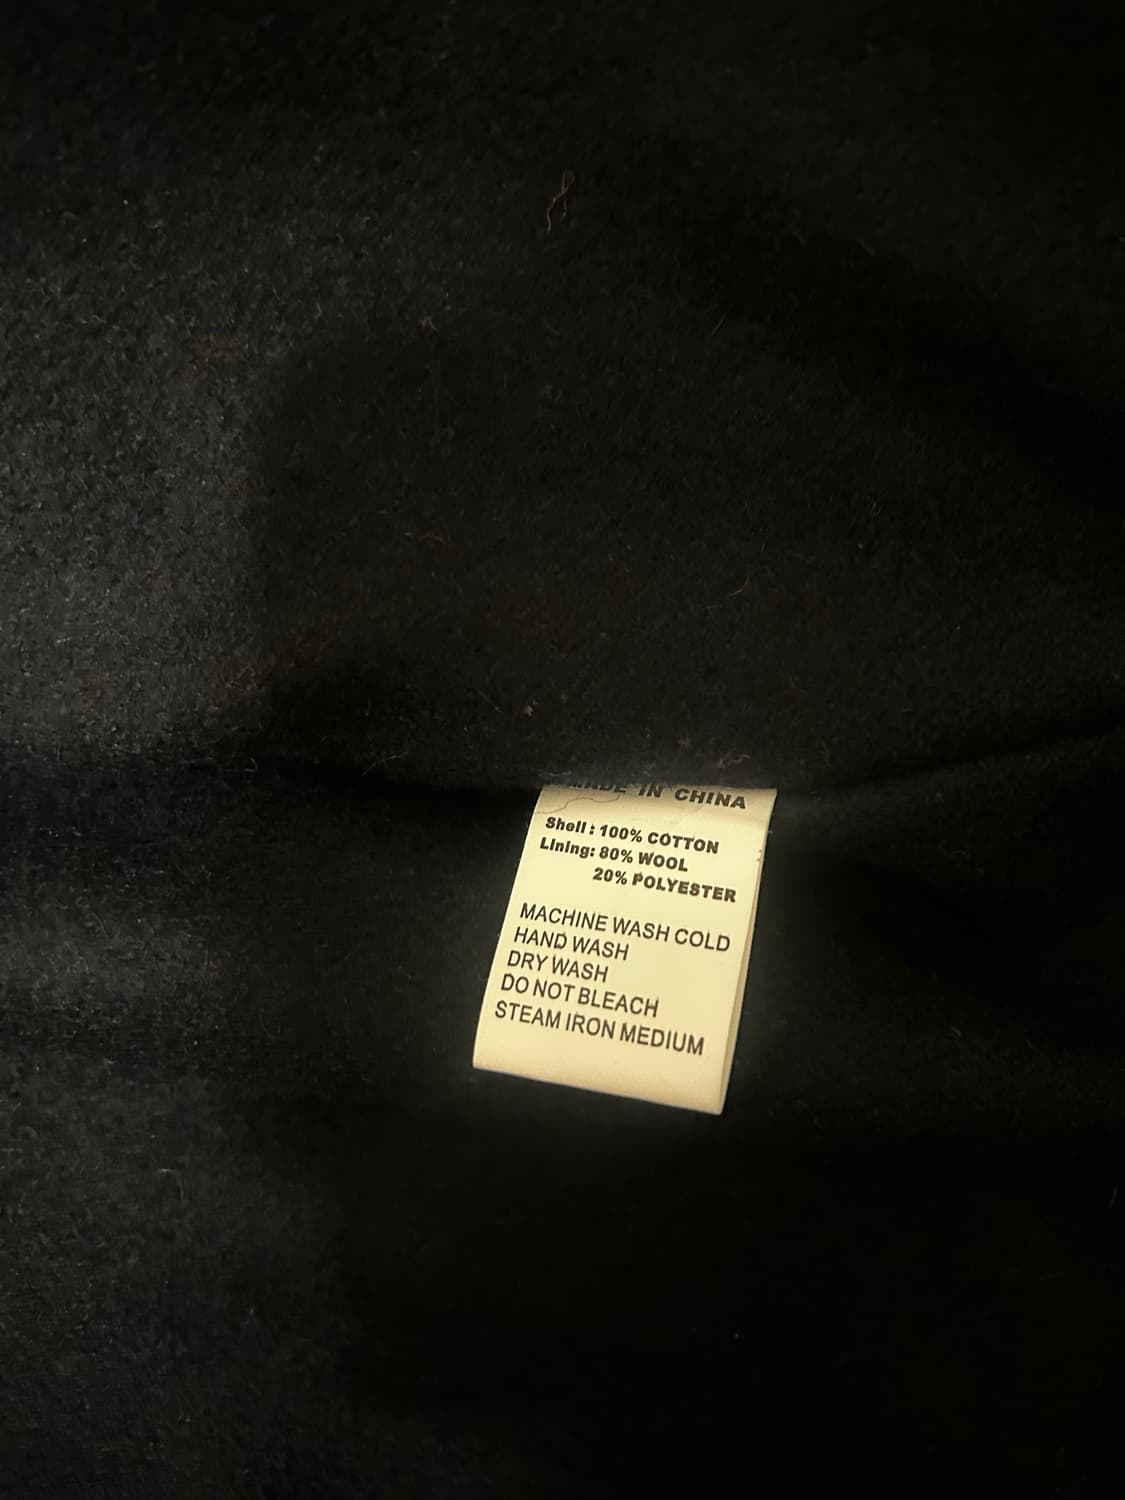 MADE IN CHINA
Shell : 100% COTTON
Lining: 80% WOOL
20% POLYESTER
MACHINE WASH COLD
HAND WASH
DRY WASH
DO NOT BLEACH
STEAM IRON MEDIUM